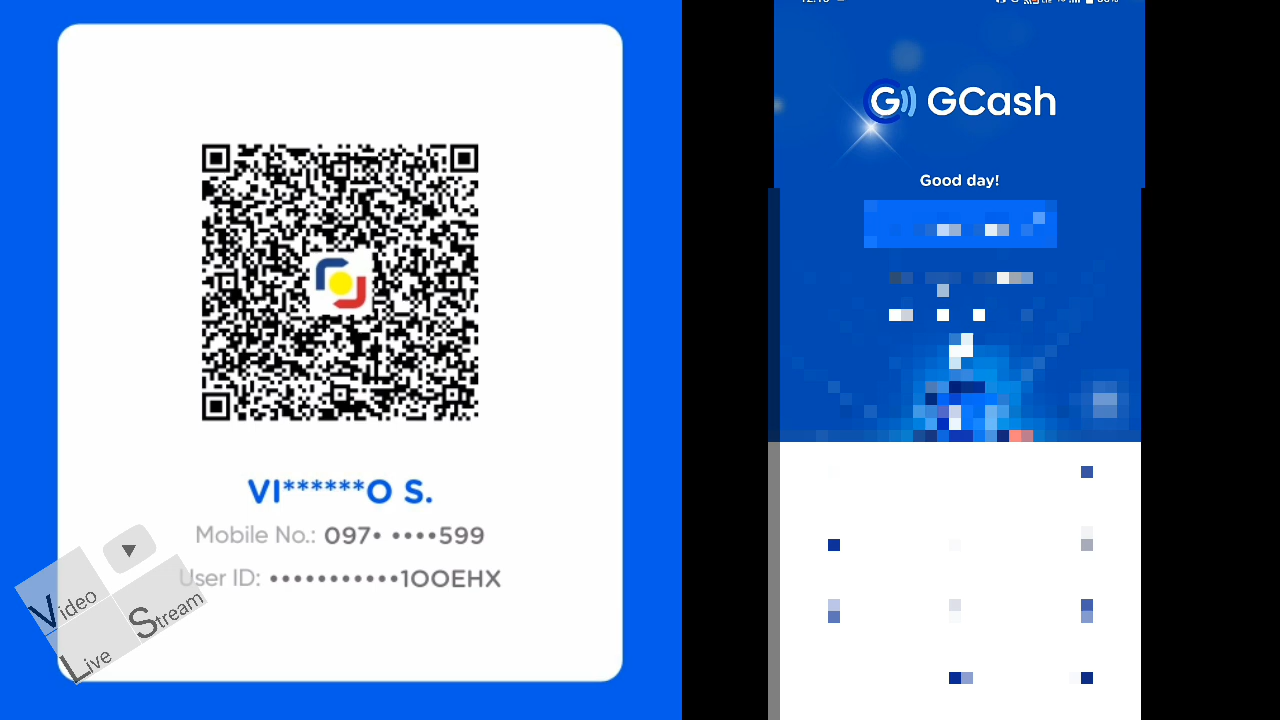 VI******O S.
Mobile No.: 097• ••••599
User ID: •••••••••••1OOEHX
Video
Live
Stream
GCash
Good day!